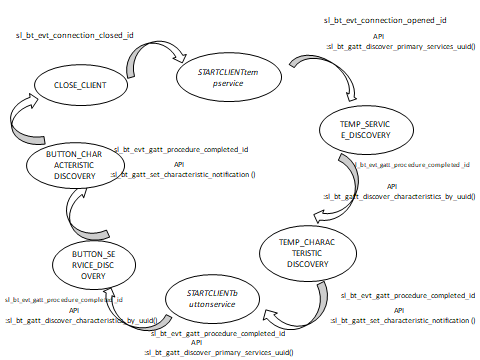 sl_bt_evt_connection_opened_id
sl_bt_evt_connection_closed_id
API
:sl_bt_gatt_discover_primary_services_uuid()
STARTCLIENTtem
pservice
CLOSE_CLIENT
TEMP_SERVIC
E_DISCOVERY
BUTTON_CHAR
ACTERISTIC
DISCOVERY
sl_bt_evt_gatt_procedure_completed_id
API
:sl_bt_gatt_set_characteristic_notification ()
sl_bt_evt_gatt_procedure_completed_id
API
:sl_bt_gatt_discover_characteristics_by_uuid()
TEMP_CHARAC
TERISTIC
DISCOVERY
BUTTON_SE
RVICE_DISC
OVERY
STARTCLIENTb
uttonservice
sl_bt_evt_gatt_procedure_completed_id
API
:sl_bt_gatt_discover_characteristics_by_uuid()
sl_bt_evt_gatt_procedure_completed_id
API
:sl_bt_gatt_set_characteristic_notification ()
sl_bt_evt_gatt_procedure_completed_id
API
:sl_bt_gatt_discover_primary_services_uuid()